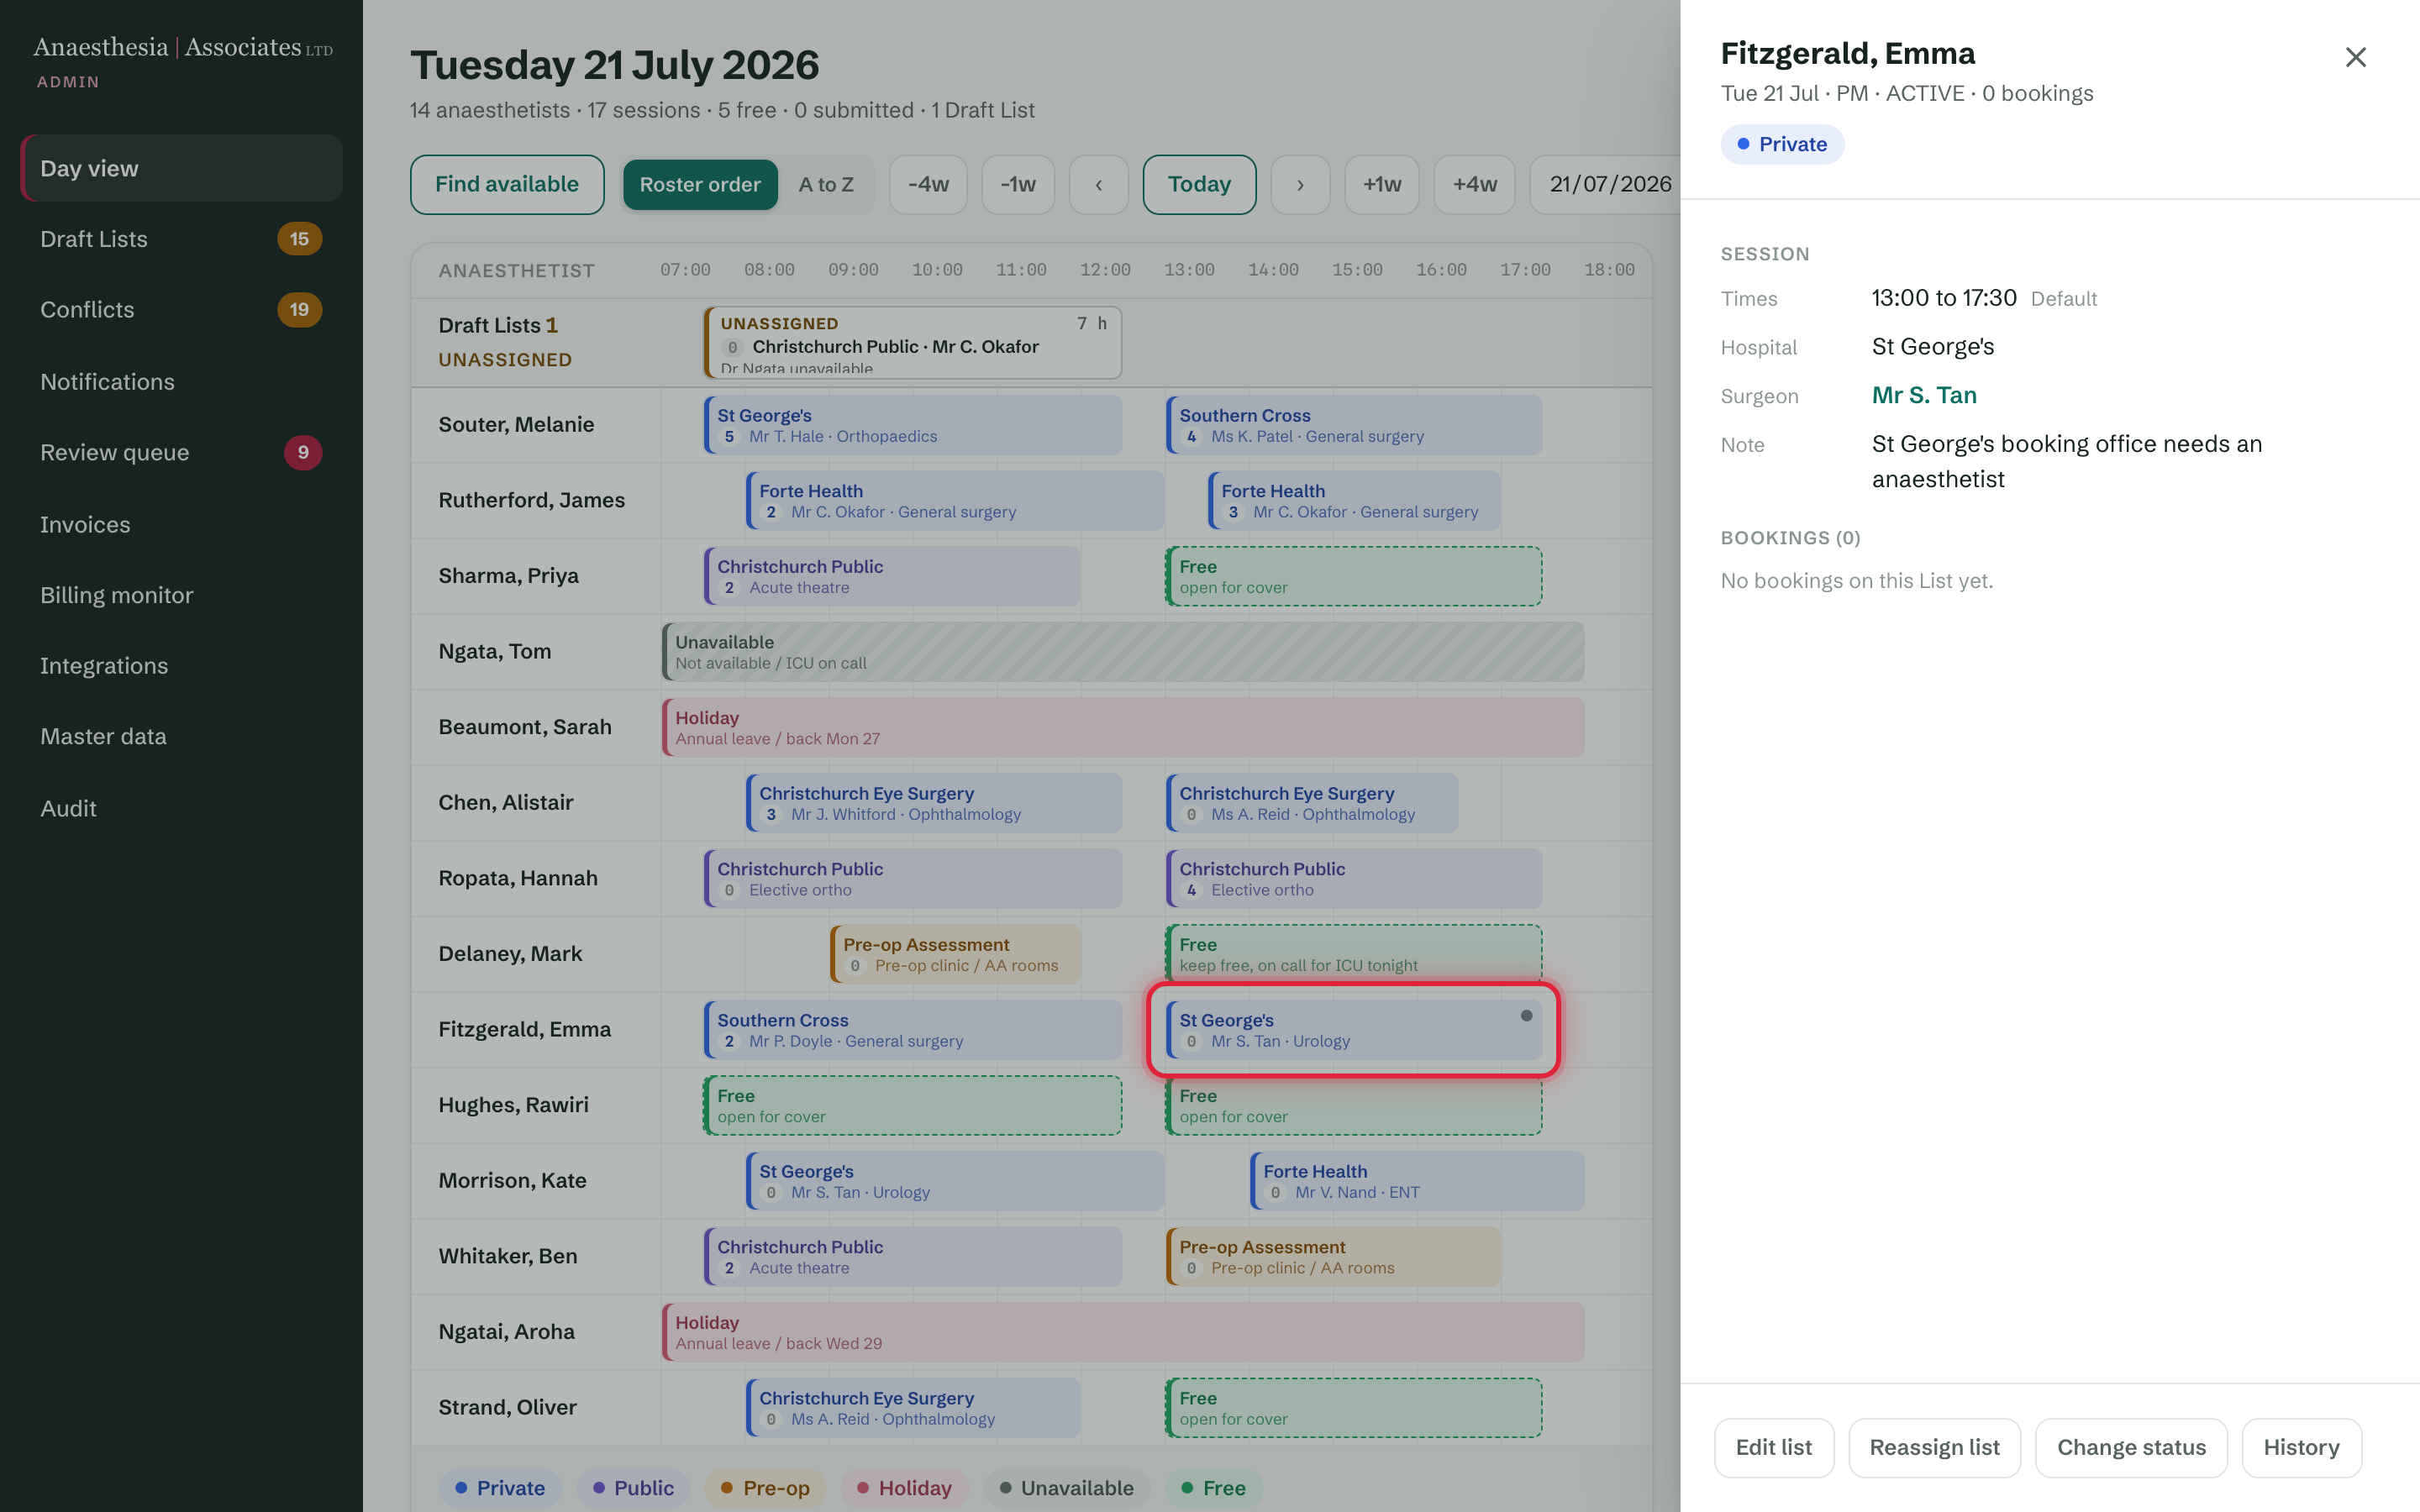 Anaesthesia | Associates LTD
ADMIN
Day view
Draft Lists 15
Conflicts 19
Notifications
Review queue 9
Invoices
Billing monitor
Integrations
Master data
Audit
Tuesday 21 July 2026
14 anaesthetists · 17 sessions · 5 free · 0 submitted · 1 Draft List
Find available Roster order A to Z -4w -1w ‹ Today › +1w +4w 21/07/2026
ANAESTHETIST 07:00 08:00 09:00 10:00 11:00 12:00 13:00 14:00 15:00 16:00 17:00 18:00
Draft Lists 1
UNASSIGNED
UNASSIGNED 7 h
0 Christchurch Public · Mr C. Okafor
Dr Ngata unavailable
Souter, Melanie
St George's
5 Mr T. Hale · Orthopaedics
Southern Cross
4 Ms K. Patel · General surgery
Rutherford, James
Forte Health
2 Mr C. Okafor · General surgery
Forte Health
3 Mr C. Okafor · General surgery
Sharma, Priya
Christchurch Public
2 Acute theatre
Free
open for cover
Ngata, Tom
Unavailable
Not available / ICU on call
Beaumont, Sarah
Holiday
Annual leave / back Mon 27
Chen, Alistair
Christchurch Eye Surgery
3 Mr J. Whitford · Ophthalmology
Christchurch Eye Surgery
0 Ms A. Reid · Ophthalmology
Ropata, Hannah
Christchurch Public
0 Elective ortho
Christchurch Public
4 Elective ortho
Delaney, Mark
Pre-op Assessment
0 Pre-op clinic / AA rooms
Free
keep free, on call for ICU tonight
Fitzgerald, Emma
Southern Cross
2 Mr P. Doyle · General surgery
St George's
0 Mr S. Tan · Urology
Hughes, Rawiri
Free
open for cover
Free
open for cover
Morrison, Kate
St George's
0 Mr S. Tan · Urology
Forte Health
0 Mr V. Nand · ENT
Whitaker, Ben
Christchurch Public
2 Acute theatre
Pre-op Assessment
0 Pre-op clinic / AA rooms
Ngatai, Aroha
Holiday
Annual leave / back Wed 29
Strand, Oliver
Christchurch Eye Surgery
0 Ms A. Reid · Ophthalmology
Free
open for cover
Private Public Pre-op Holiday Unavailable Free
Fitzgerald, Emma
Tue 21 Jul · PM · ACTIVE · 0 bookings
Private
SESSION
Times 13:00 to 17:30 Default
Hospital St George's
Surgeon Mr S. Tan
Note St George's booking office needs an
anaesthetist
BOOKINGS (0)
No bookings on this List yet.
Edit list Reassign list Change status History